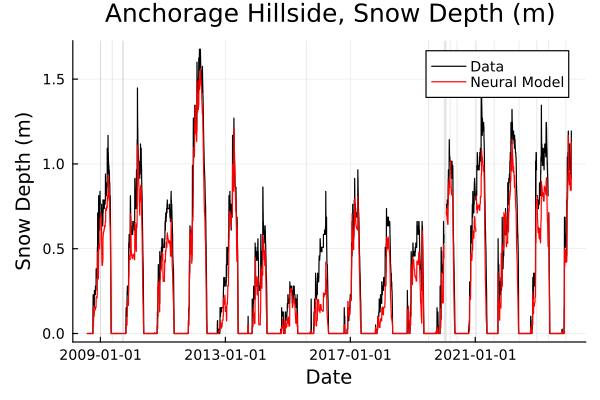 Anchorage Hillside, Snow Depth (m)
Data
Neural Model
Snow Depth (m)
1.5
1.0
0.5
0.0
2009-01-01
2013-01-01
2017-01-01
2021-01-01
Date